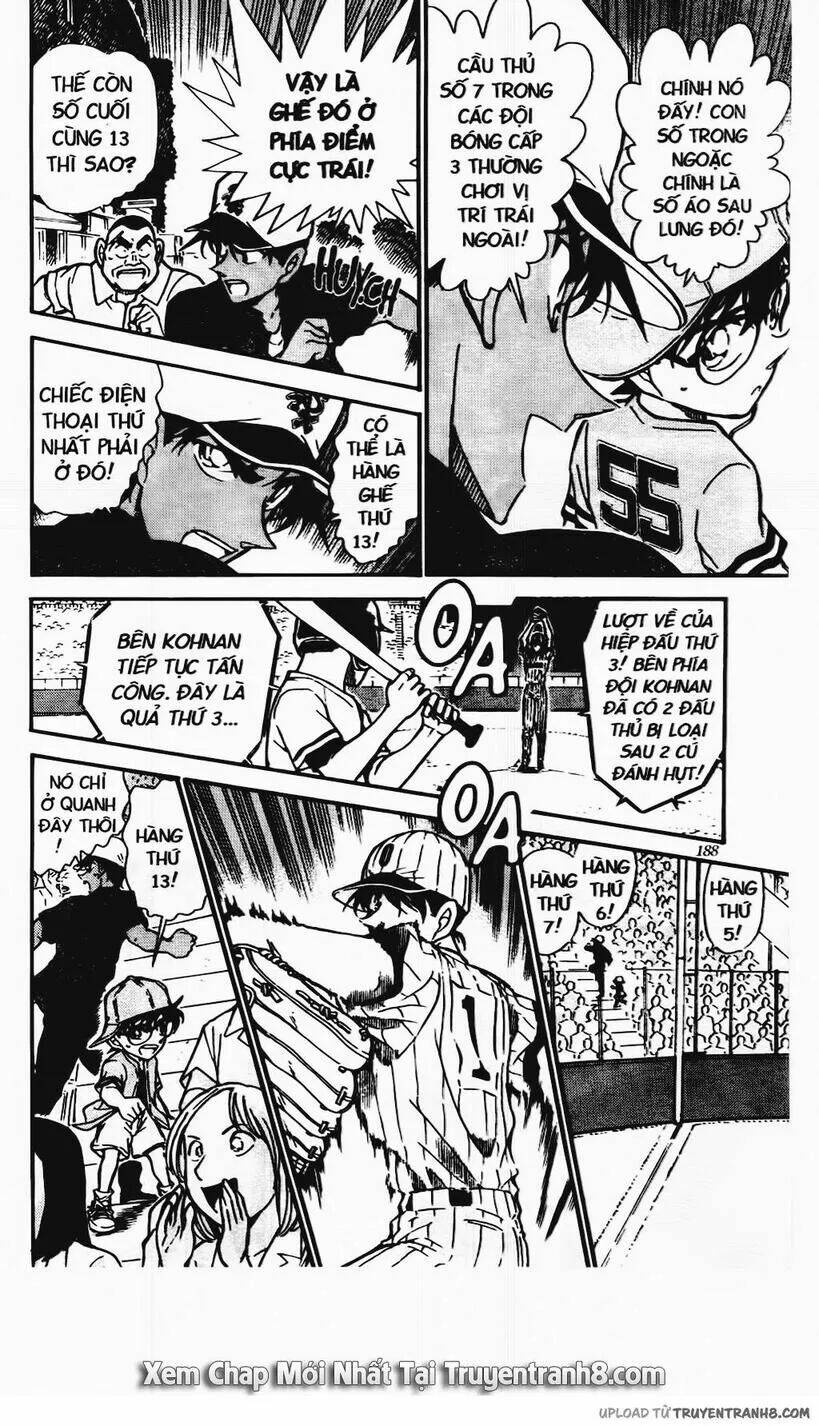 CHÍNH NÓ
ĐẤY! CON
SỐ TRONG
NGOẶC
CHÍNH LÀ
SỐ ÁO SAU
LƯNG ĐÓ!
CẦU THỦ
SỐ 7 TRONG
CÁC ĐỘI
BÓNG CẤP
3 THƯỜNG
CHƠI VỊ
TRÍ TRÁI
NGOÀI!
55
VẬY LÀ
GHẾ ĐÓ Ở
PHÍA ĐIỂM
CỰC TRÁI!
THẾ CÒN
SỐ CUỐI
CÙNG 13
THÌ SAO?
HUỴCH
CÓ
THỂ LÀ
HÀNG
GHẾ
THỨ
13!
CHIẾC ĐIỆN
THOẠI THỨ
NHẤT PHẢI
Ở ĐÓ!
LƯỢT VỀ CỦA
HIỆP ĐẤU THỨ
3! BÊN PHÍA
ĐỘI KOHNAN
ĐÃ CÓ 2 ĐẤU
THỦ BỊ LOẠI
SAU 2 CÚ
ĐÁNH HỤT!
OA
BÊN KOHNAN
TIẾP TỤC TẤN
CÔNG. ĐÂY LÀ
QUẢ THỨ 3...
188
HÀNG
THỨ
5!
HÀNG
THỨ
6!
HÀNG
THỨ
7!
OA
1
HÀNG
THỨ
13!
NÓ CHỈ
Ở QUANH
ĐÂY THÔI
!
Xem Chap Mới Nhất Tại Truyentranh8.com
UPLOAD TỪ TRUYENTRANH8.COM